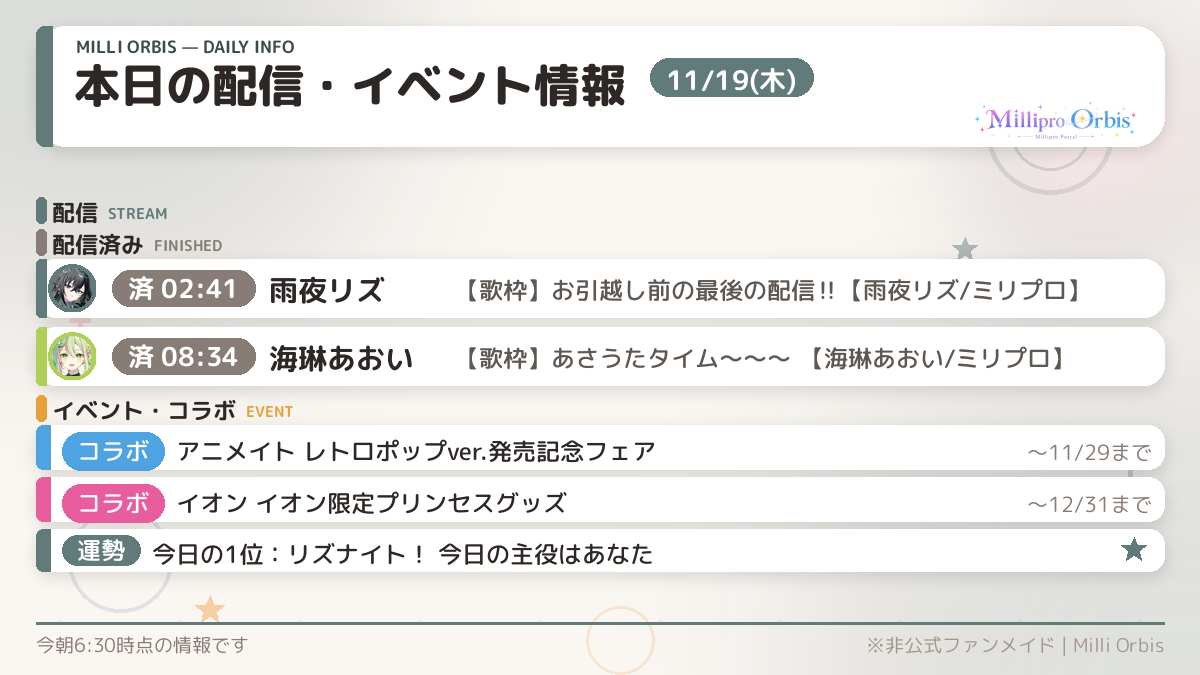 MILLI ORBIS — DAILY INFO
本日の配信・イベント情報 11/19(木)
Millipro Orbis
Millipro Portal
配信 STREAM
配信済み FINISHED
済 02:41 雨夜リズ 【歌枠】お引越し前の最後の配信!!【雨夜リズ/ミリプロ】
済 08:34 海琳あおい 【歌枠】あさうたタイム～～～ 【海琳あおい/ミリプロ】
イベント・コラボ EVENT
コラボ アニメイト レトロポップver.発売記念フェア ～11/29まで
コラボ イオン イオン限定プリンセスグッズ ～12/31まで
運勢 今日の1位：リズナイト！ 今日の主役はあなた
今朝6:30時点の情報です ※非公式ファンメイド | Milli Orbis